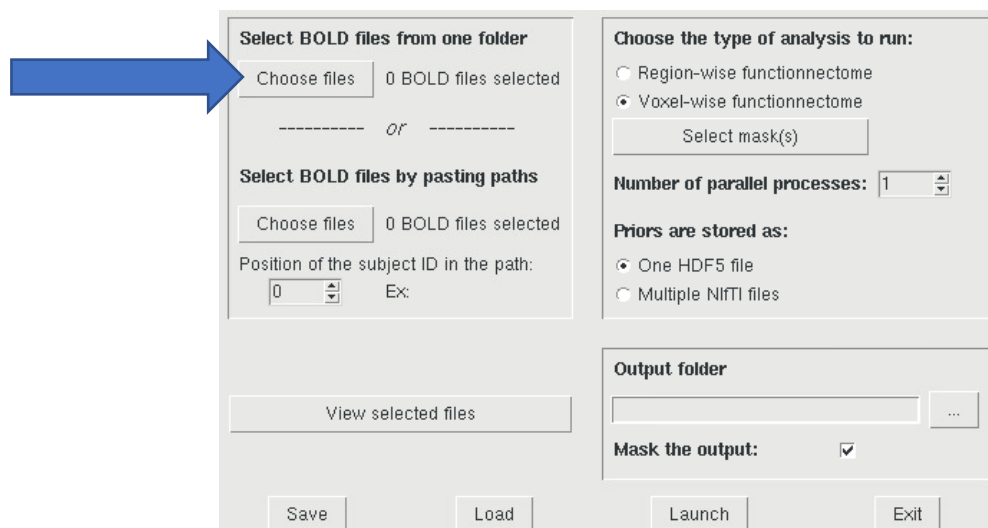 Select BOLD files from one folder
Choose files 0 BOLD files selected
---------- or ----------
Select BOLD files by pasting paths
Choose files 0 BOLD files selected
Position of the subject ID in the path:
0 Ex:
View selected files
Choose the type of analysis to run:
Region-wise functionnectome
Voxel-wise functionnectome
Select mask(s)
Number of parallel processes: 1
Priors are stored as:
One HDF5 file
Multiple NIfTI files
Output folder
...
Mask the output:
Save Load Launch Exit